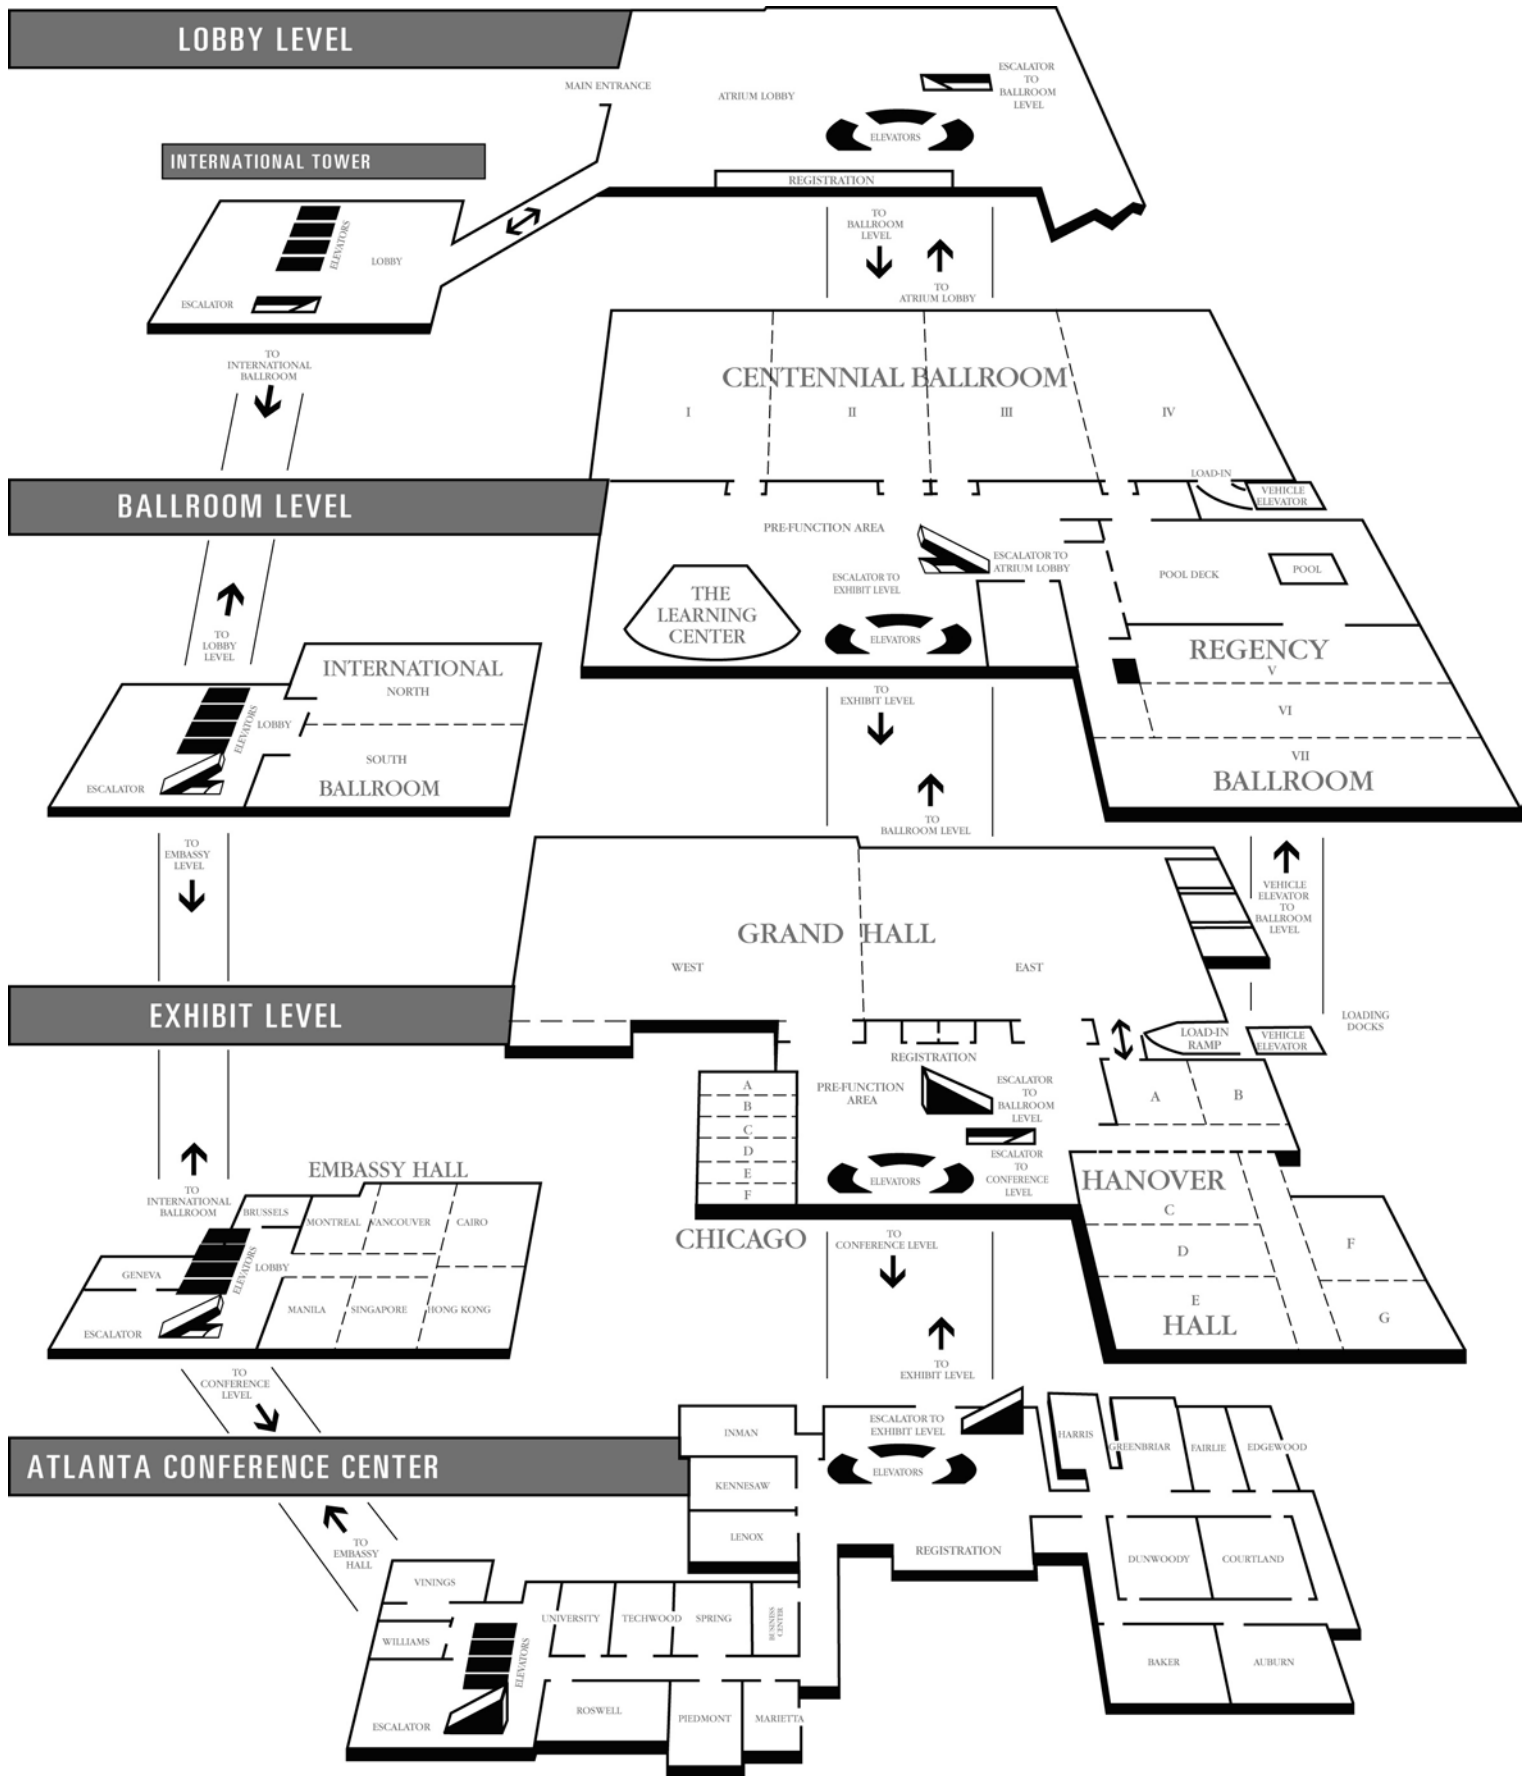 LOBBY LEVEL
MAIN ENTRANCE
ATRIUM LOBBY
ESCALATOR
TO
BALLROOM
LEVEL
ELEVATORS
REGISTRATION
INTERNATIONAL TOWER
ELEVATORS
LOBBY
ESCALATOR
TO
BALLROOM
LEVEL
TO
ATRIUM LOBBY
TO
INTERNATIONAL
BALLROOM
CENTENNIAL BALLROOM
I
II
III
IV
BALLROOM LEVEL
LOAD-IN
VEHICLE
ELEVATOR
PRE-FUNCTION AREA
ESCALATOR TO
ATRIUM LOBBY
ESCALATOR TO
EXHIBIT LEVEL
THE
LEARNING
CENTER
ELEVATORS
POOL DECK
POOL
REGENCY
V
VI
VII
BALLROOM
TO
LOBBY
LEVEL
INTERNATIONAL
NORTH
LOBBY
ELEVATORS
SOUTH
ESCALATOR
BALLROOM
TO
EXHIBIT LEVEL
TO
BALLROOM LEVEL
TO
EMBASSY
LEVEL
VEHICLE
ELEVATOR
TO
BALLROOM
LEVEL
GRAND HALL
WEST
EAST
EXHIBIT LEVEL
LOADING
DOCKS
LOAD-IN
RAMP
VEHICLE
ELEVATOR
REGISTRATION
PRE-FUNCTION
AREA
ESCALATOR
TO
BALLROOM
LEVEL
ESCALATOR
TO
CONFERENCE
LEVEL
ELEVATORS
A
B
C
D
E
F
CHICAGO
A
B
HANOVER
C
D
E
HALL
F
G
TO
INTERNATIONAL
BALLROOM
EMBASSY HALL
BRUSSELS
MONTREAL
VANCOUVER
CAIRO
LOBBY
ELEVATORS
GENEVA
MANILA
SINGAPORE
HONG KONG
ESCALATOR
TO
CONFERENCE LEVEL
TO
EXHIBIT LEVEL
TO
CONFERENCE
LEVEL
ATLANTA CONFERENCE CENTER
INMAN
KENNESAW
LENOX
ESCALATOR TO
EXHIBIT LEVEL
ELEVATORS
HARRIS
GREENBRIAR
FAIRLIE
EDGEWOOD
REGISTRATION
DUNWOODY
COURTLAND
BAKER
AUBURN
TO
EMBASSY
HALL
VININGS
WILLIAMS
ELEVATORS
ESCALATOR
UNIVERSITY
TECHWOOD
SPRING
BUSINESS
CENTER
ROSWELL
PIEDMONT
MARIETTA